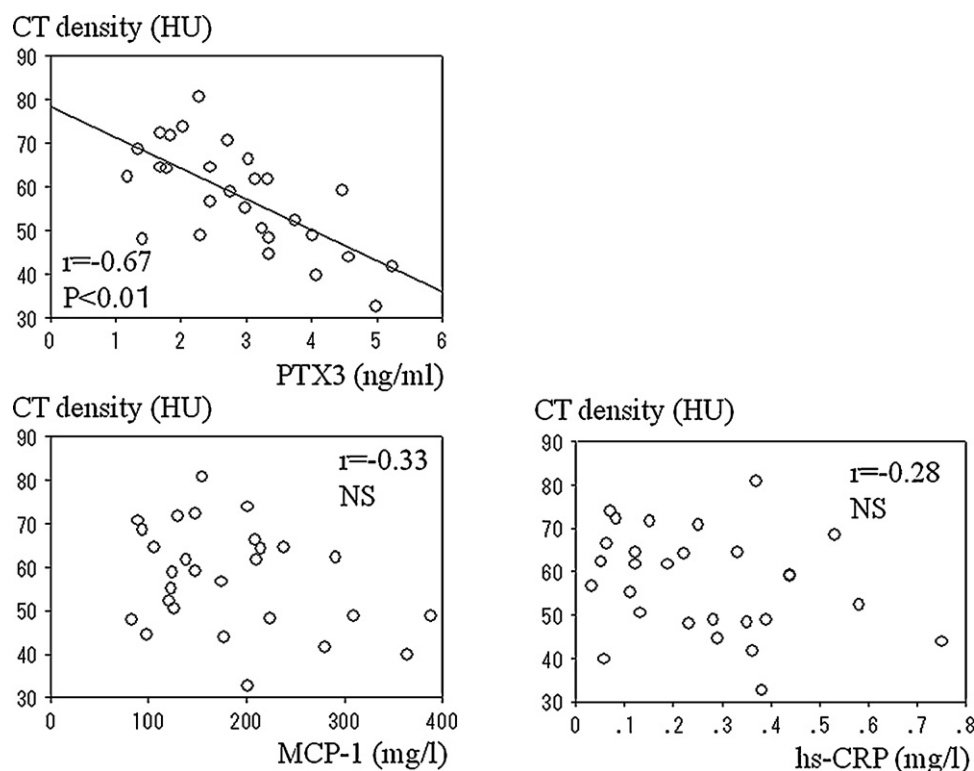 CT density (HU)
90
80
70
60
50
40
30
r=-0.67
P<0.01
0 1 2 3 4 5 6
PTX3 (ng/ml)
CT density (HU)
90
80
70
60
50
40
30
r=-0.33
NS
0 100 200 300 400
MCP-1 (mg/l)
CT density (HU)
90
80
70
60
50
40
30
r=-0.28
NS
0 .1 .2 .3 .4 .5 .6 .7 .8
hs-CRP (mg/l)